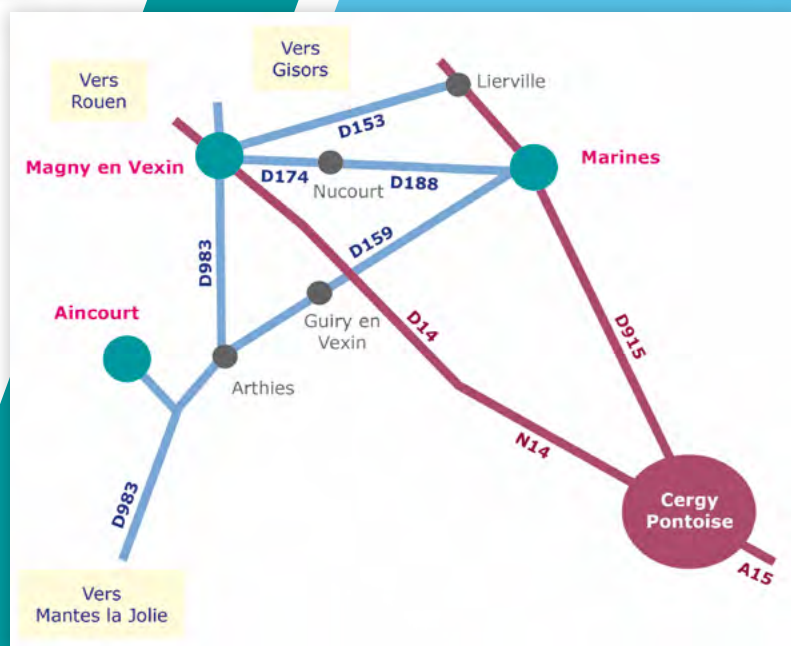 Vers
Gisors
Vers
Rouen
Lierville
D153
Magny en Vexin
Marines
D174
D188
Nucourt
D159
D983
Aincourt
Guiry en
Vexin
D14
D915
Arthies
N14
D983
Cergy
Pontoise
A15
Vers
Mantes la Jolie